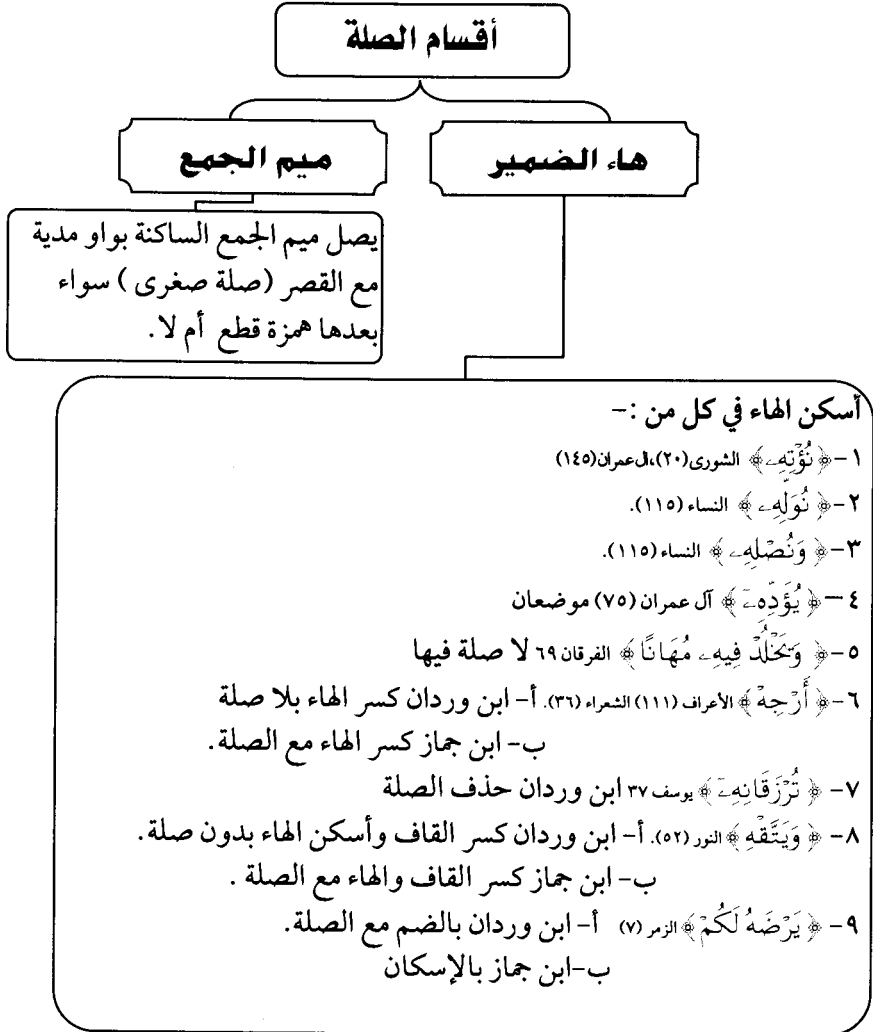 أقسام الصلة
هاء الضمير
ميم الجمع
يصل ميم الجمع الساكنة بواو مدية
مع القصر (صلة صغرى) سواء
بعدها همزة قطع أم لا.
أسكن الهاء في كل من :-
١-﴿نُؤْتِهِۦ﴾ الشورى(٢٠)،ال عمران(١٤٥)
٢-﴿ نُوَلِّهِۦ ﴾ النساء (١١٥).
٣-﴿ وَنُصْلِهِۦ ﴾ النساء (١١٥).
٤-﴿ يُؤَدِّهِۦٓ ﴾ آل عمران (٧٥) موضعان
٥-﴿ وَيَخْلُدْ فِيهِۦ مُهَانًا ﴾ الفرقان ٦٩ لا صلة فيها
٦-﴿ أَرْجِهْ ﴾ الأعراف (١١١) الشعراء (٣٦). أ- ابن وردان كسر الهاء بلا صلة
ب- ابن جماز كسر الهاء مع الصلة.
٧- ﴿ تُرْزَقَانِهِۦٓ ﴾ يوسف ٣٧ ابن وردان حذف الصلة
٨- ﴿ وَيَتَّقْهِ ﴾ النور (٥٢). أ- ابن وردان كسر القاف وأسكن الهاء بدون صلة.
ب- ابن جماز كسر القاف والهاء مع الصلة .
٩- ﴿ يَرْضَهُ لَكُمْ ﴾ الزمر (٧) أ- ابن وردان بالضم مع الصلة.
ب-ابن جماز بالإسكان